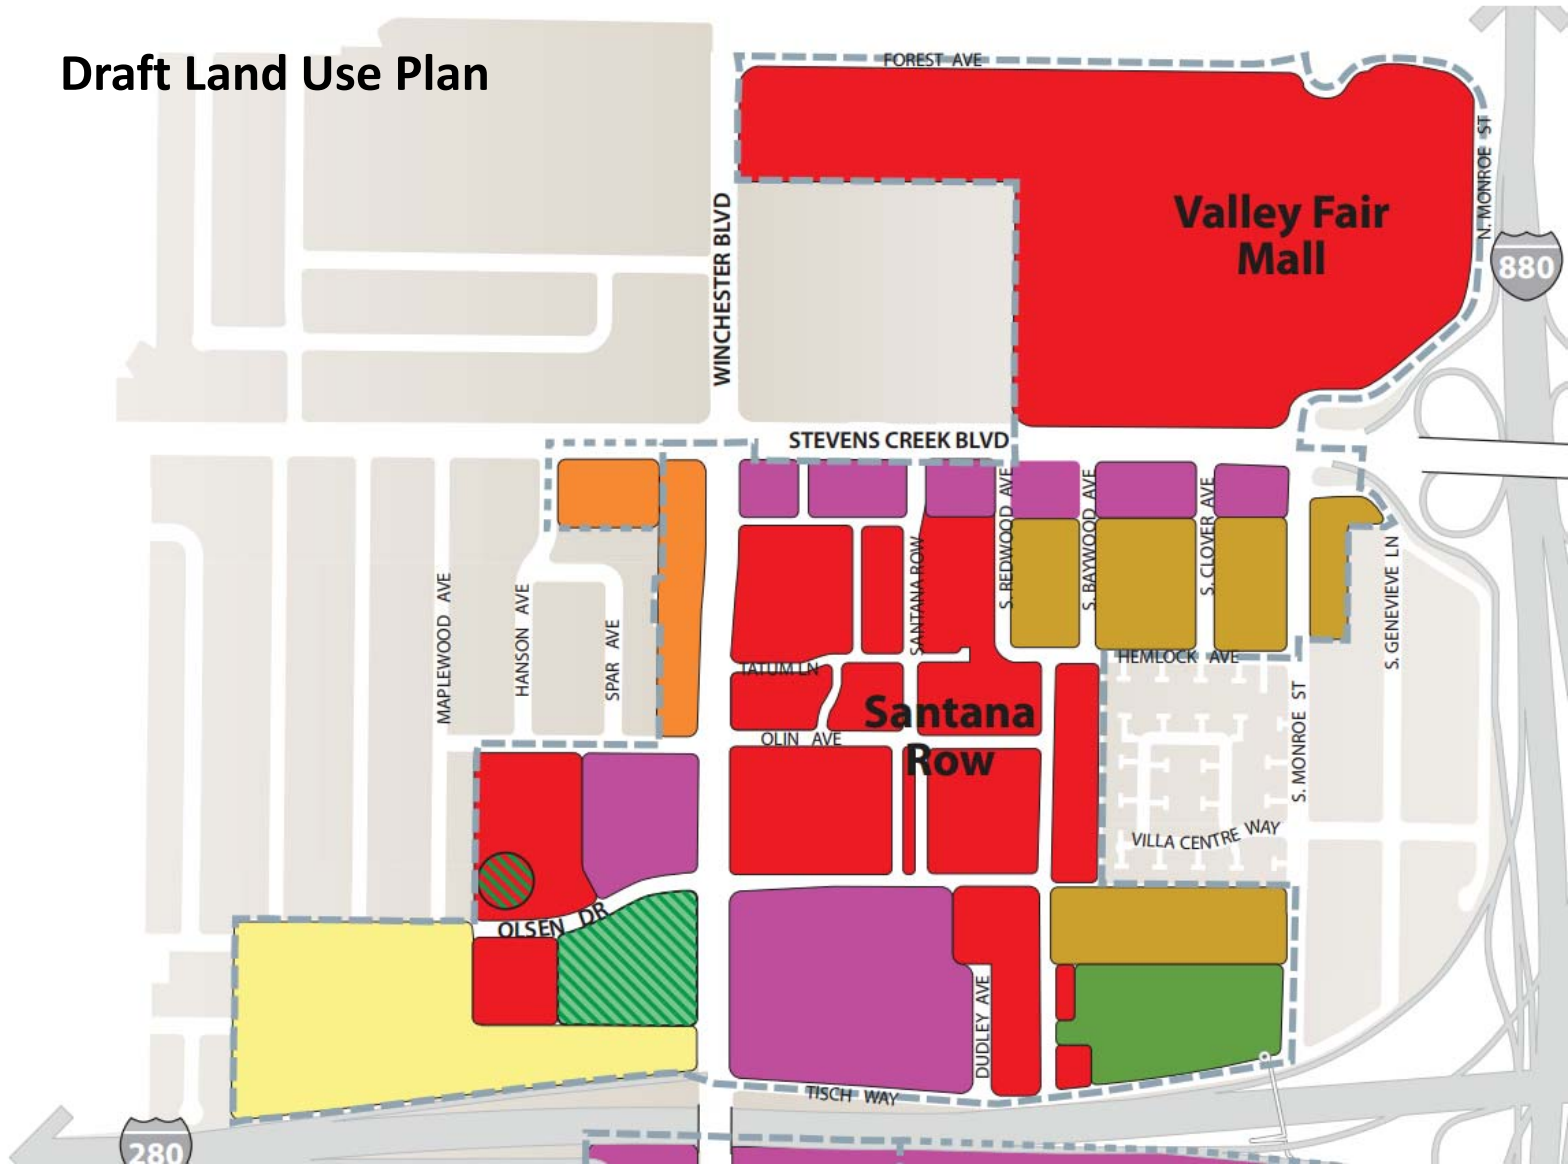 Draft Land Use Plan
FOREST AVE
N. MONROE ST
Valley Fair
Mall
880
WINCHESTER BLVD
STEVENS CREEK BLVD
S. REDWOOD AVE
S. BAYWOOD AVE
S. CLOVER AVE
SANTANA ROW
S. GENEVIEVE LN
MAPLEWOOD AVE
HANSON AVE
SPAR AVE
TATUM LN
HEMLOCK AVE
Santana
Row
OLIN AVE
S. MONROE ST
VILLA CENTRE WAY
OLSEN DR
DUDLEY AVE
TISCH WAY
280